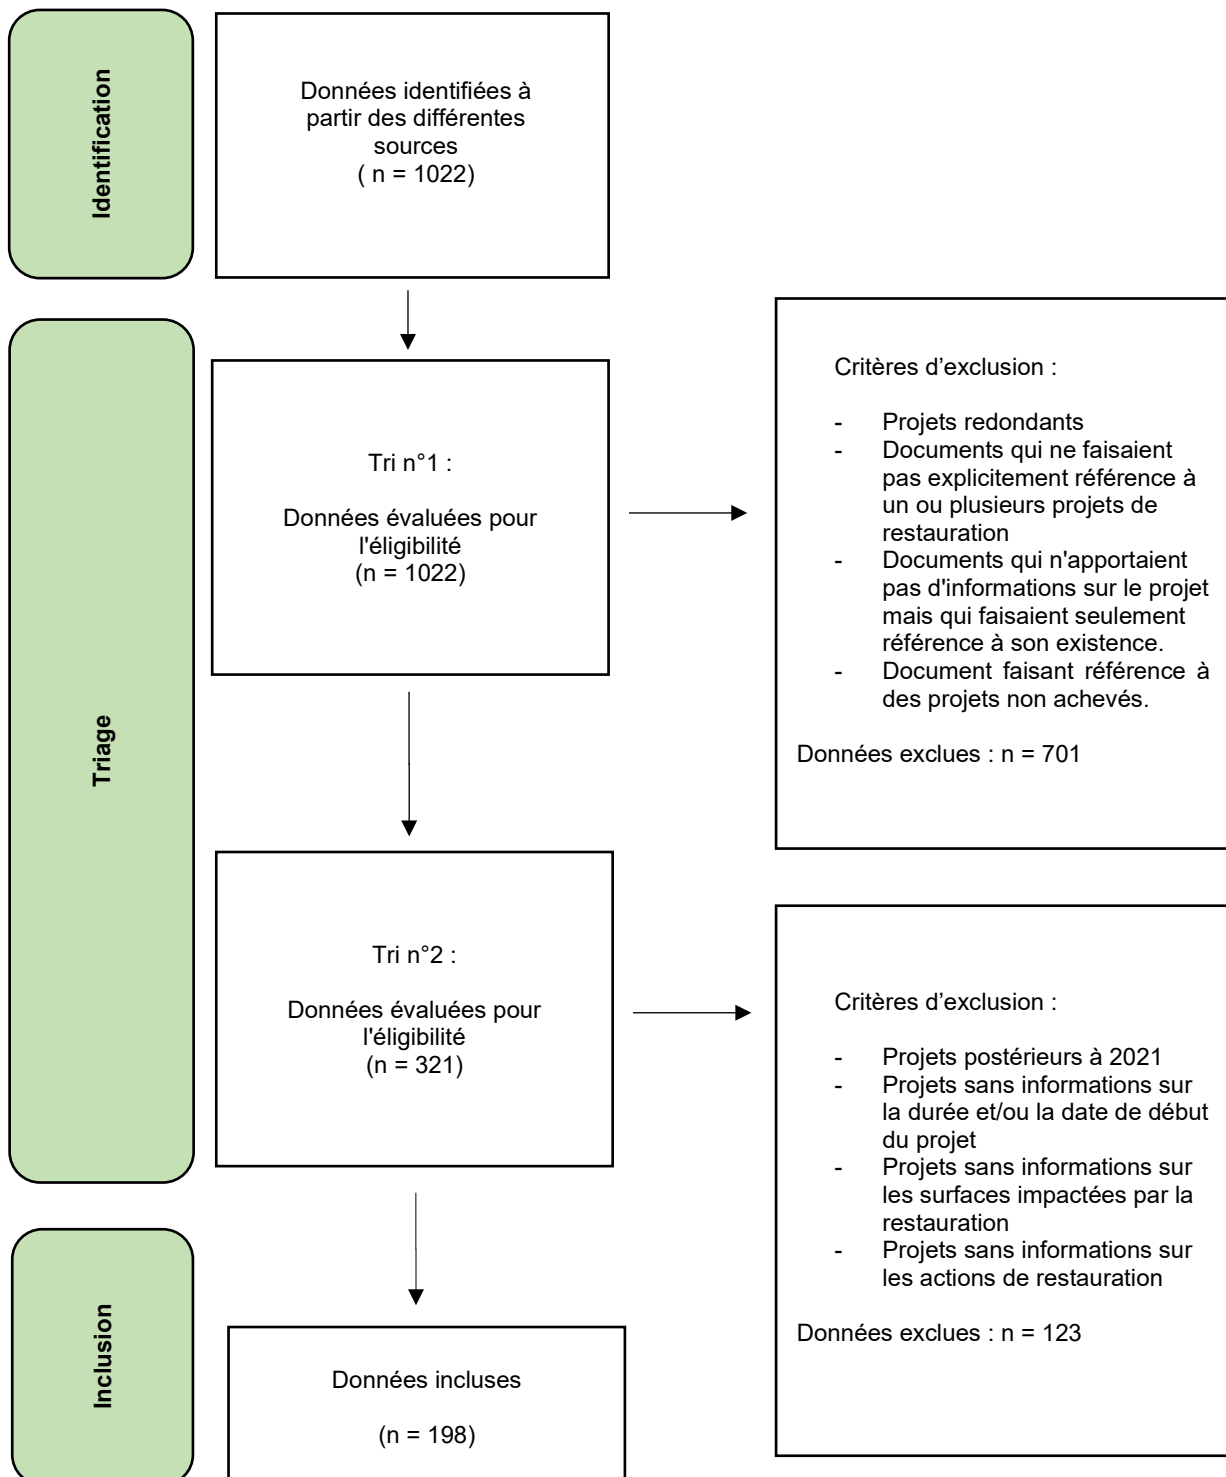 Identification
Données identifiées à
partir des différentes
sources
( n = 1022)
Triage
Tri n°1 :
Données évaluées pour
l'éligibilité
(n = 1022)
Critères d’exclusion :
- Projets redondants
- Documents qui ne faisaient
pas explicitement référence à
un ou plusieurs projets de
restauration
- Documents qui n'apportaient
pas d'informations sur le projet
mais qui faisaient seulement
référence à son existence.
- Document faisant référence à
des projets non achevés.
Données exclues : n = 701
Tri n°2 :
Données évaluées pour
l'éligibilité
(n = 321)
Critères d’exclusion :
- Projets postérieurs à 2021
- Projets sans informations sur
la durée et/ou la date de début
du projet
- Projets sans informations sur
les surfaces impactées par la
restauration
- Projets sans informations sur
les actions de restauration
Données exclues : n = 123
Inclusion
Données incluses
(n = 198)